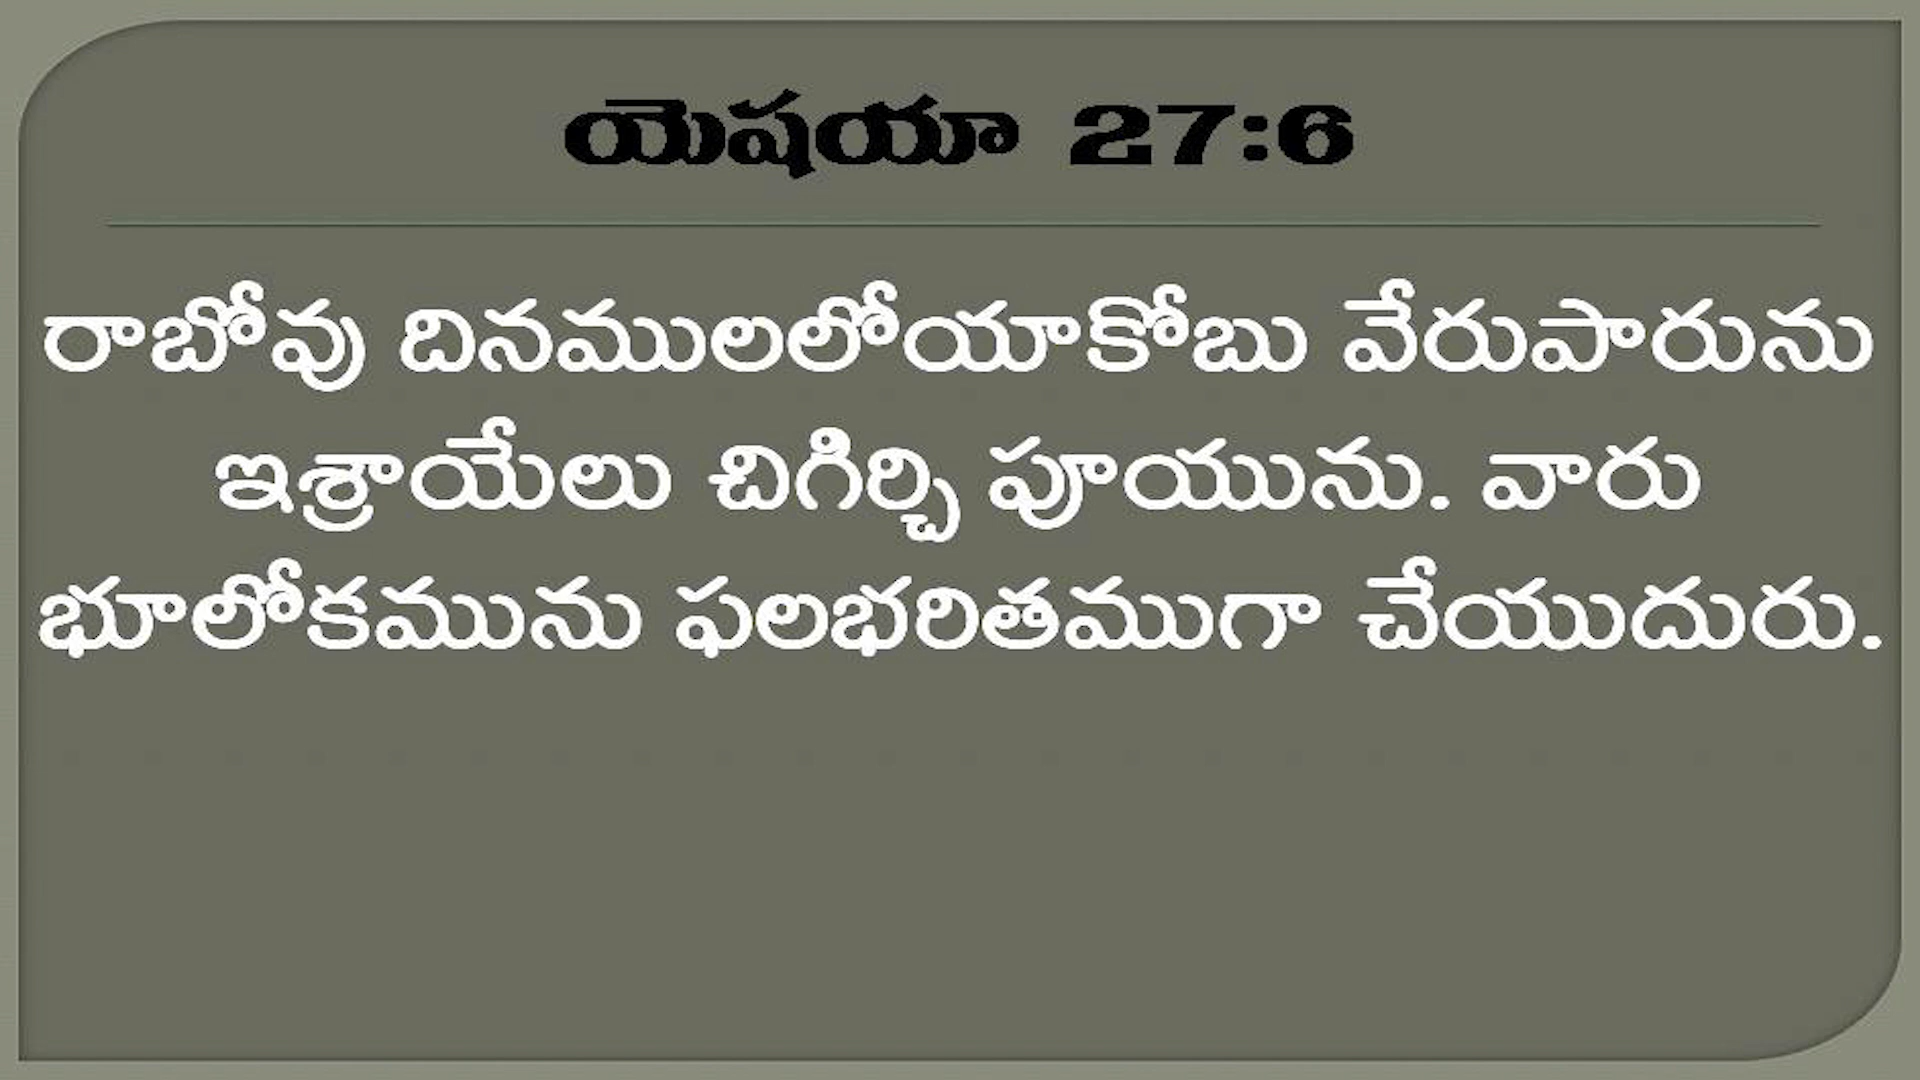 యెషయా 27:6
రాబోవు దినములలోయాకోబు వేరుపారును
ఇశ్రాయేలు చిగిర్చి పూయును. వారు
భూలోకమును ఫలభరితముగా చేయుదురు.